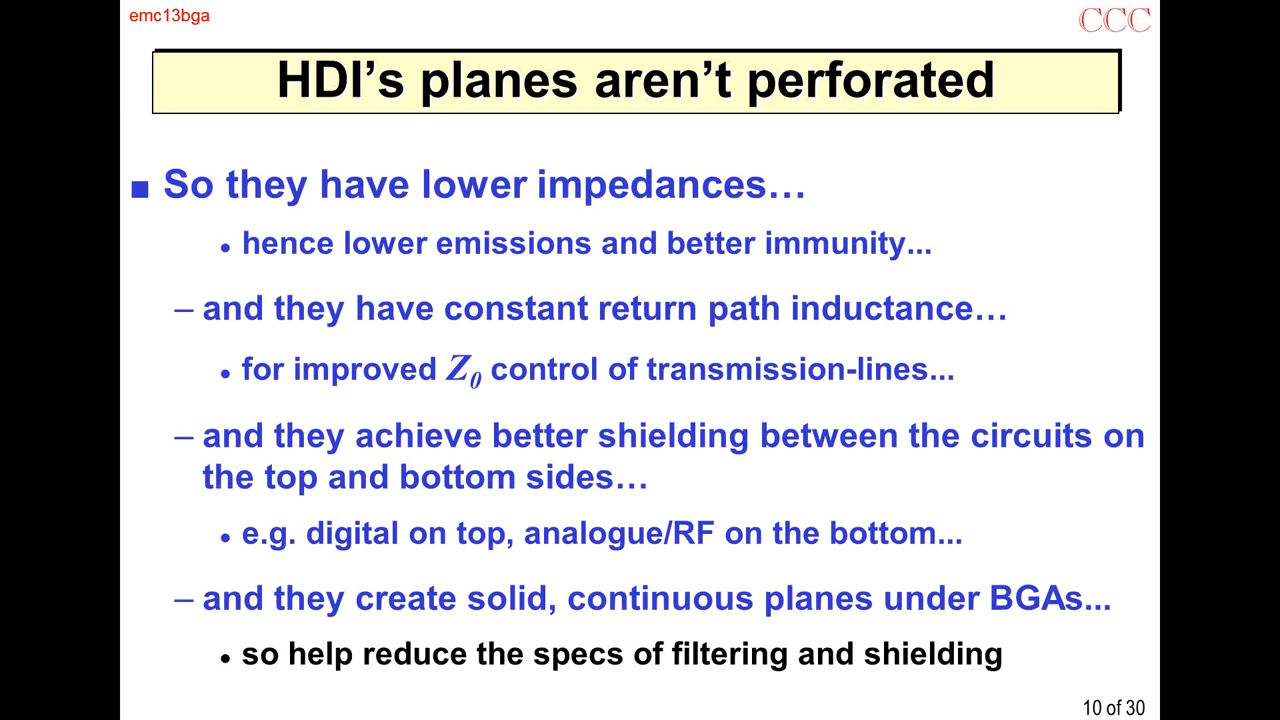 emc13bga
CCC
HDI’s planes aren’t perforated
■ So they have lower impedances…
• hence lower emissions and better immunity...
– and they have constant return path inductance…
• for improved Z0 control of transmission-lines...
– and they achieve better shielding between the circuits on
the top and bottom sides…
• e.g. digital on top, analogue/RF on the bottom...
– and they create solid, continuous planes under BGAs...
• so help reduce the specs of filtering and shielding
10 of 30